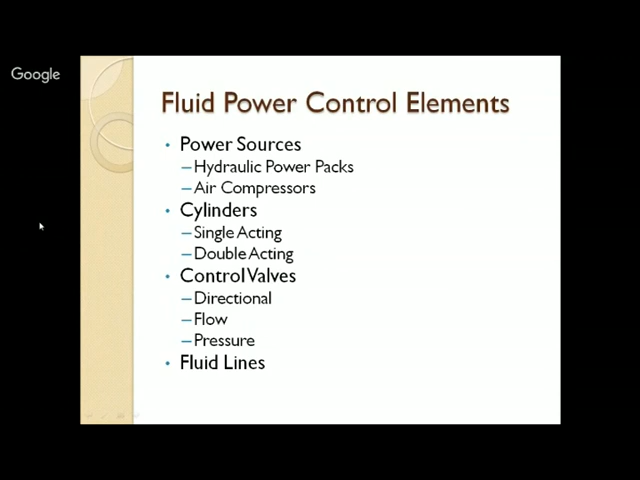 Google
Fluid Power Control Elements
• Power Sources
–Hydraulic Power Packs
–Air Compressors
• Cylinders
–Single Acting
–Double Acting
• Control Valves
–Directional
–Flow
–Pressure
• Fluid Lines